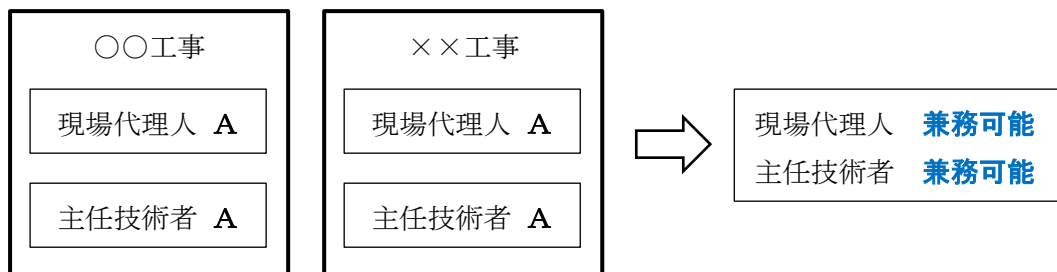 〇〇工事
現場代理人 A
主任技術者 A
××工事
現場代理人 A
主任技術者 A
現場代理人 兼務可能
主任技術者 兼務可能